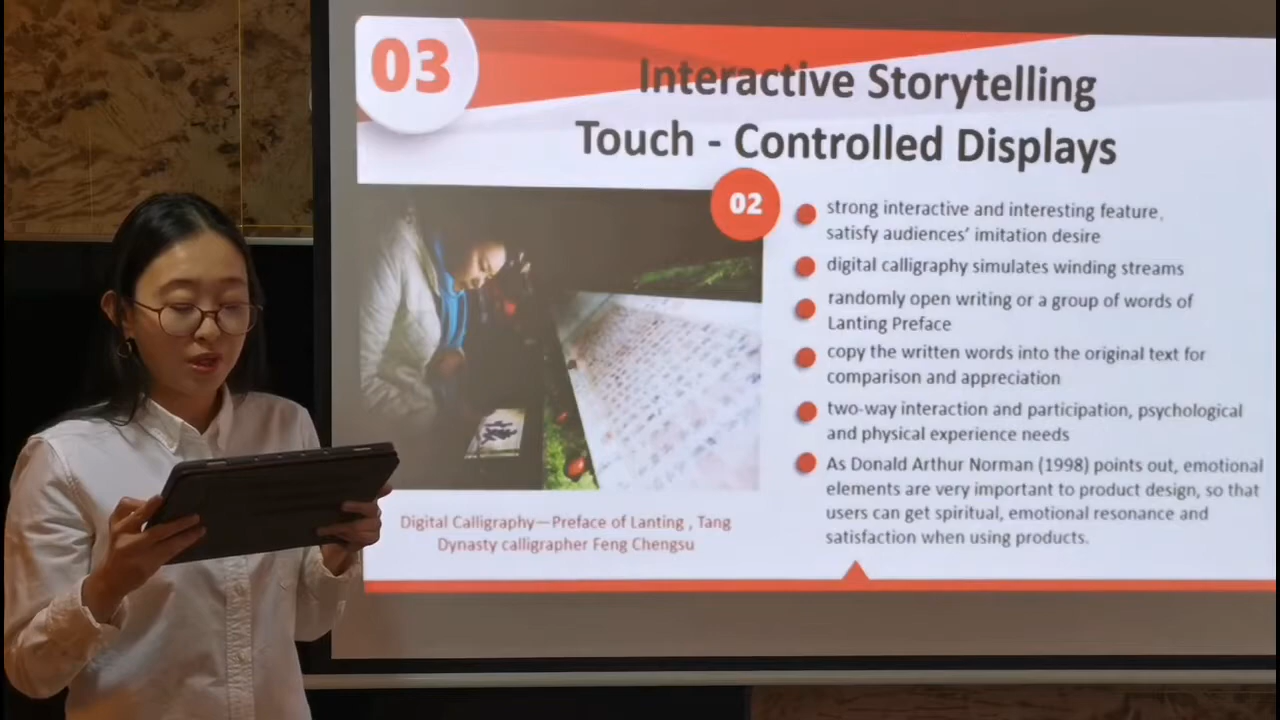 03
Interactive Storytelling
Touch - Controlled Displays
02
strong interactive and interesting feature,
satisfy audiences' imitation desire
digital calligraphy simulates winding streams
randomly open writing or a group of words of
Lanting Preface
copy the written words into the original text for
comparison and appreciation
two-way interaction and participation, psychological
and physical experience needs
As Donald Arthur Norman (1998) points out, emotional
elements are very important to product design, so that
users can get spiritual, emotional resonance and
satisfaction when using products.
Digital Calligraphy—Preface of Lanting , Tang
Dynasty calligrapher Feng Chengsu